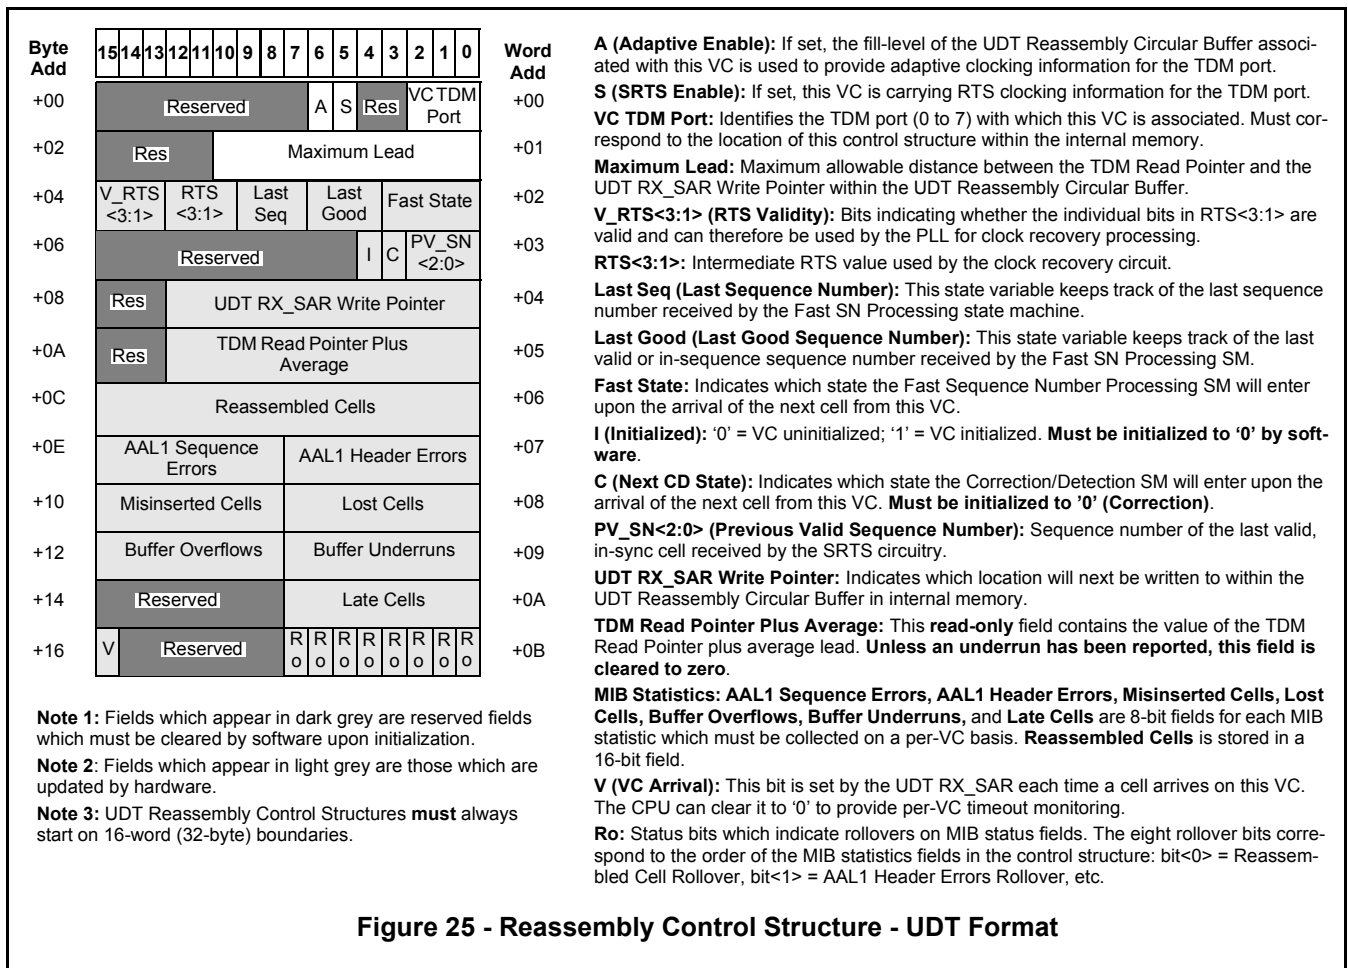 Byte Add
15 14 13 12 11 10 9 8 7 6 5 4 3 2 1 0
Word Add
+00
Reserved
A
S
Res
VC TDM
Port
+00
+02
Res
Maximum Lead
+01
+04
V_RTS
<3:1>
RTS
<3:1>
Last
Seq
Last
Good
Fast State
+02
+06
Reserved
I
C
PV_SN
<2:0>
+03
+08
Res
UDT RX_SAR Write Pointer
+04
+0A
Res
TDM Read Pointer Plus
Average
+05
+0C
Reassembled Cells
+06
+0E
AAL1 Sequence
Errors
AAL1 Header Errors
+07
+10
Misinserted Cells
Lost Cells
+08
+12
Buffer Overflows
Buffer Underruns
+09
+14
Reserved
Late Cells
+0A
+16
V
Reserved
Ro Ro Ro Ro Ro Ro Ro Ro
+0B
Note 1: Fields which appear in dark grey are reserved fields
which must be cleared by software upon initialization.
Note 2: Fields which appear in light grey are those which are
updated by hardware.
Note 3: UDT Reassembly Control Structures must always
start on 16-word (32-byte) boundaries.
A (Adaptive Enable): If set, the fill-level of the UDT Reassembly Circular Buffer associ-
ated with this VC is used to provide adaptive clocking information for the TDM port.
S (SRTS Enable): If set, this VC is carrying RTS clocking information for the TDM port.
VC TDM Port: Identifies the TDM port (0 to 7) with which this VC is associated. Must cor-
respond to the location of this control structure within the internal memory.
Maximum Lead: Maximum allowable distance between the TDM Read Pointer and the
UDT RX_SAR Write Pointer within the UDT Reassembly Circular Buffer.
V_RTS<3:1> (RTS Validity): Bits indicating whether the individual bits in RTS<3:1> are
valid and can therefore be used by the PLL for clock recovery processing.
RTS<3:1>: Intermediate RTS value used by the clock recovery circuit.
Last Seq (Last Sequence Number): This state variable keeps track of the last sequence
number received by the Fast SN Processing state machine.
Last Good (Last Good Sequence Number): This state variable keeps track of the last
valid or in-sequence sequence number received by the Fast SN Processing SM.
Fast State: Indicates which state the Fast Sequence Number Processing SM will enter
upon the arrival of the next cell from this VC.
I (Initialized): ‘0’ = VC uninitialized; ‘1’ = VC initialized. Must be initialized to ‘0’ by soft-
ware.
C (Next CD State): Indicates which state the Correction/Detection SM will enter upon the
arrival of the next cell from this VC. Must be initialized to ’0’ (Correction).
PV_SN<2:0> (Previous Valid Sequence Number): Sequence number of the last valid,
in-sync cell received by the SRTS circuitry.
UDT RX_SAR Write Pointer: Indicates which location will next be written to within the
UDT Reassembly Circular Buffer in internal memory.
TDM Read Pointer Plus Average: This read-only field contains the value of the TDM
Read Pointer plus average lead. Unless an underrun has been reported, this field is
cleared to zero.
MIB Statistics: AAL1 Sequence Errors, AAL1 Header Errors, Misinserted Cells, Lost
Cells, Buffer Overflows, Buffer Underruns, and Late Cells are 8-bit fields for each MIB
statistic which must be collected on a per-VC basis. Reassembled Cells is stored in a
16-bit field.
V (VC Arrival): This bit is set by the UDT RX_SAR each time a cell arrives on this VC.
The CPU can clear it to ‘0’ to provide per-VC timeout monitoring.
Ro: Status bits which indicate rollovers on MIB status fields. The eight rollover bits corre-
spond to the order of the MIB statistics fields in the control structure: bit<0> = Reassem-
bled Cell Rollover, bit<1> = AAL1 Header Errors Rollover, etc.
Figure 25 - Reassembly Control Structure - UDT Format